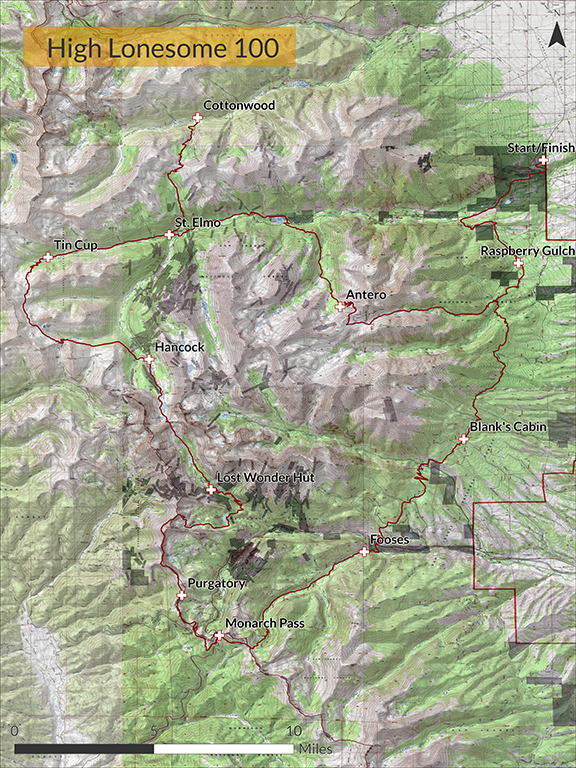 High Lonesome 100
Cottonwood
Start/Finish
St. Elmo
Tin Cup
Raspberry Gulch
Antero
Hancock
Blank's Cabin
Lost Wonder Hut
Fooses
Purgatory
Monarch Pass
0 5 10
Miles